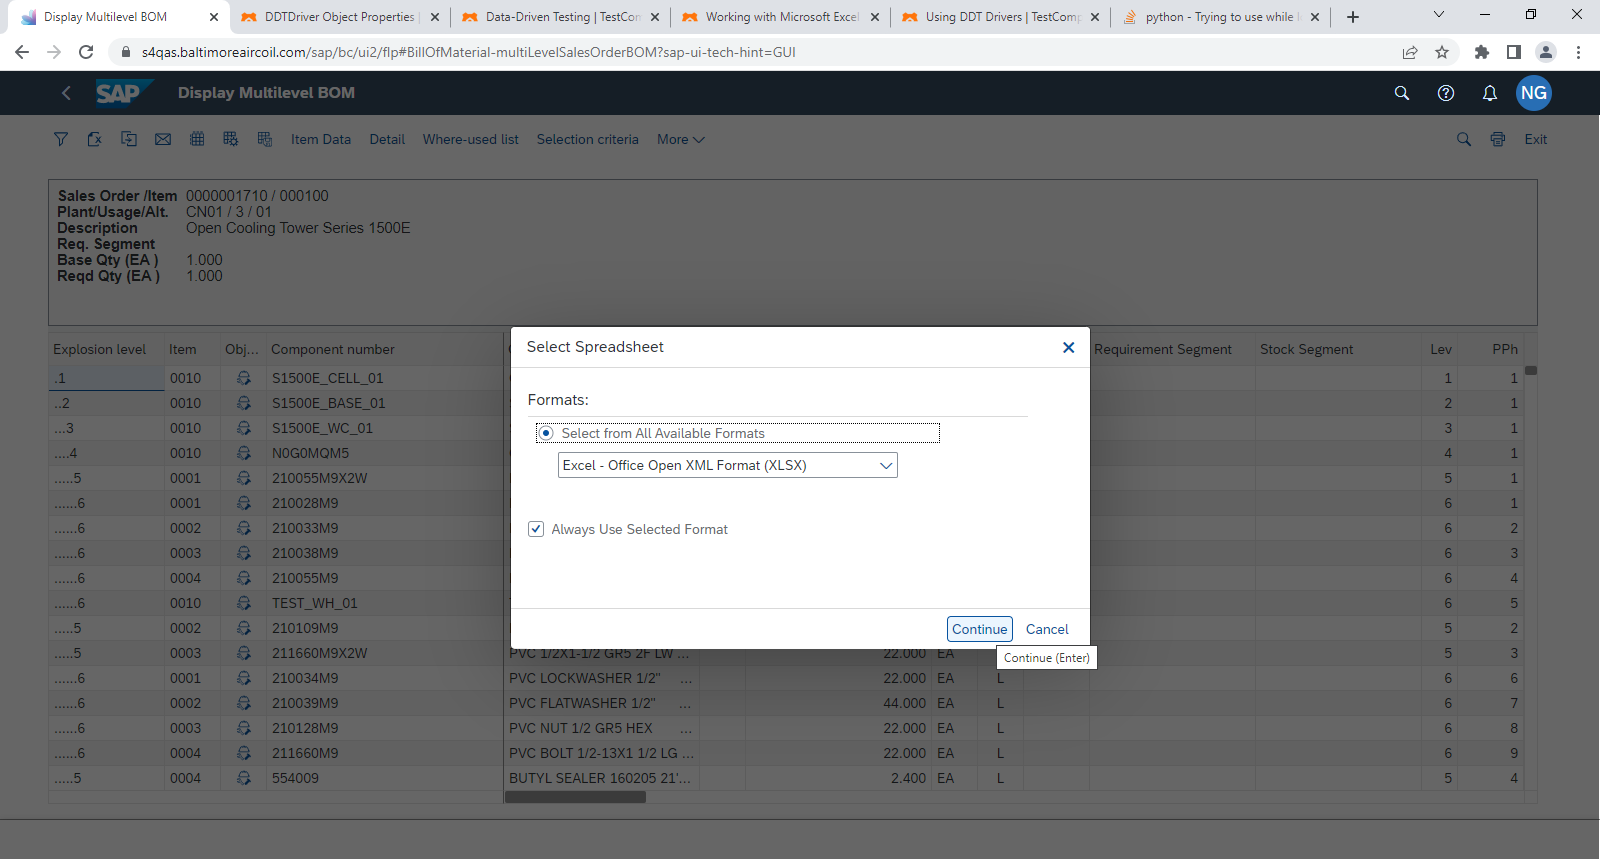 Display Multilevel BOM
DDTDriver Object Properties
Data-Driven Testing | TestCom
Working with Microsoft Excel
Using DDT Drivers | TestComp
python - Trying to use while l
s4qas.baltimoreaircoil.com/sap/bc/ui2/flp#BillOfMaterial-multiLevelSalesOrderBOM?sap-ui-tech-hint=GUI
SAP Display Multilevel BOM NG
Item Data Detail Where-used list Selection criteria More Exit
Sales Order /Item 0000001710 / 000100
Plant/Usage/Alt. CN01 / 3 / 01
Description Open Cooling Tower Series 1500E
Req. Segment
Base Qty (EA ) 1.000
Reqd Qty (EA ) 1.000
Explosion level Item Obj... Component number Requirement Segment Stock Segment Lev PPh
.1 0010 S1500E_CELL_01 1 1
..2 0010 S1500E_BASE_01 2 1
...3 0010 S1500E_WC_01 3 1
....4 0010 N0G0MQM5 4 1
.....5 0001 210055M9X2W 5 1
......6 0001 210028M9 6 1
......6 0002 210033M9 6 2
......6 0003 210038M9 6 3
......6 0004 210055M9 6 4
......6 0010 TEST_WH_01 6 5
.....5 0002 210109M9 5 2
.....5 0003 211660M9X2W PVC 1/2X1-1/2 GR5 2F LW ... 22.000 EA 5 3
......6 0001 210034M9 PVC LOCKWASHER 1/2" ... 22.000 EA L 6 6
......6 0002 210039M9 PVC FLATWASHER 1/2" ... 44.000 EA L 6 7
......6 0003 210128M9 PVC NUT 1/2 GR5 HEX ... 22.000 EA L 6 8
......6 0004 211660M9 PVC BOLT 1/2-13X1 1/2 LG ... 22.000 EA L 6 9
.....5 0004 554009 BUTYL SEALER 160205 21'... 2.400 EA L 5 4
Select Spreadsheet
Formats:
Select from All Available Formats
Excel - Office Open XML Format (XLSX)
Always Use Selected Format
Continue Cancel
Continue (Enter)